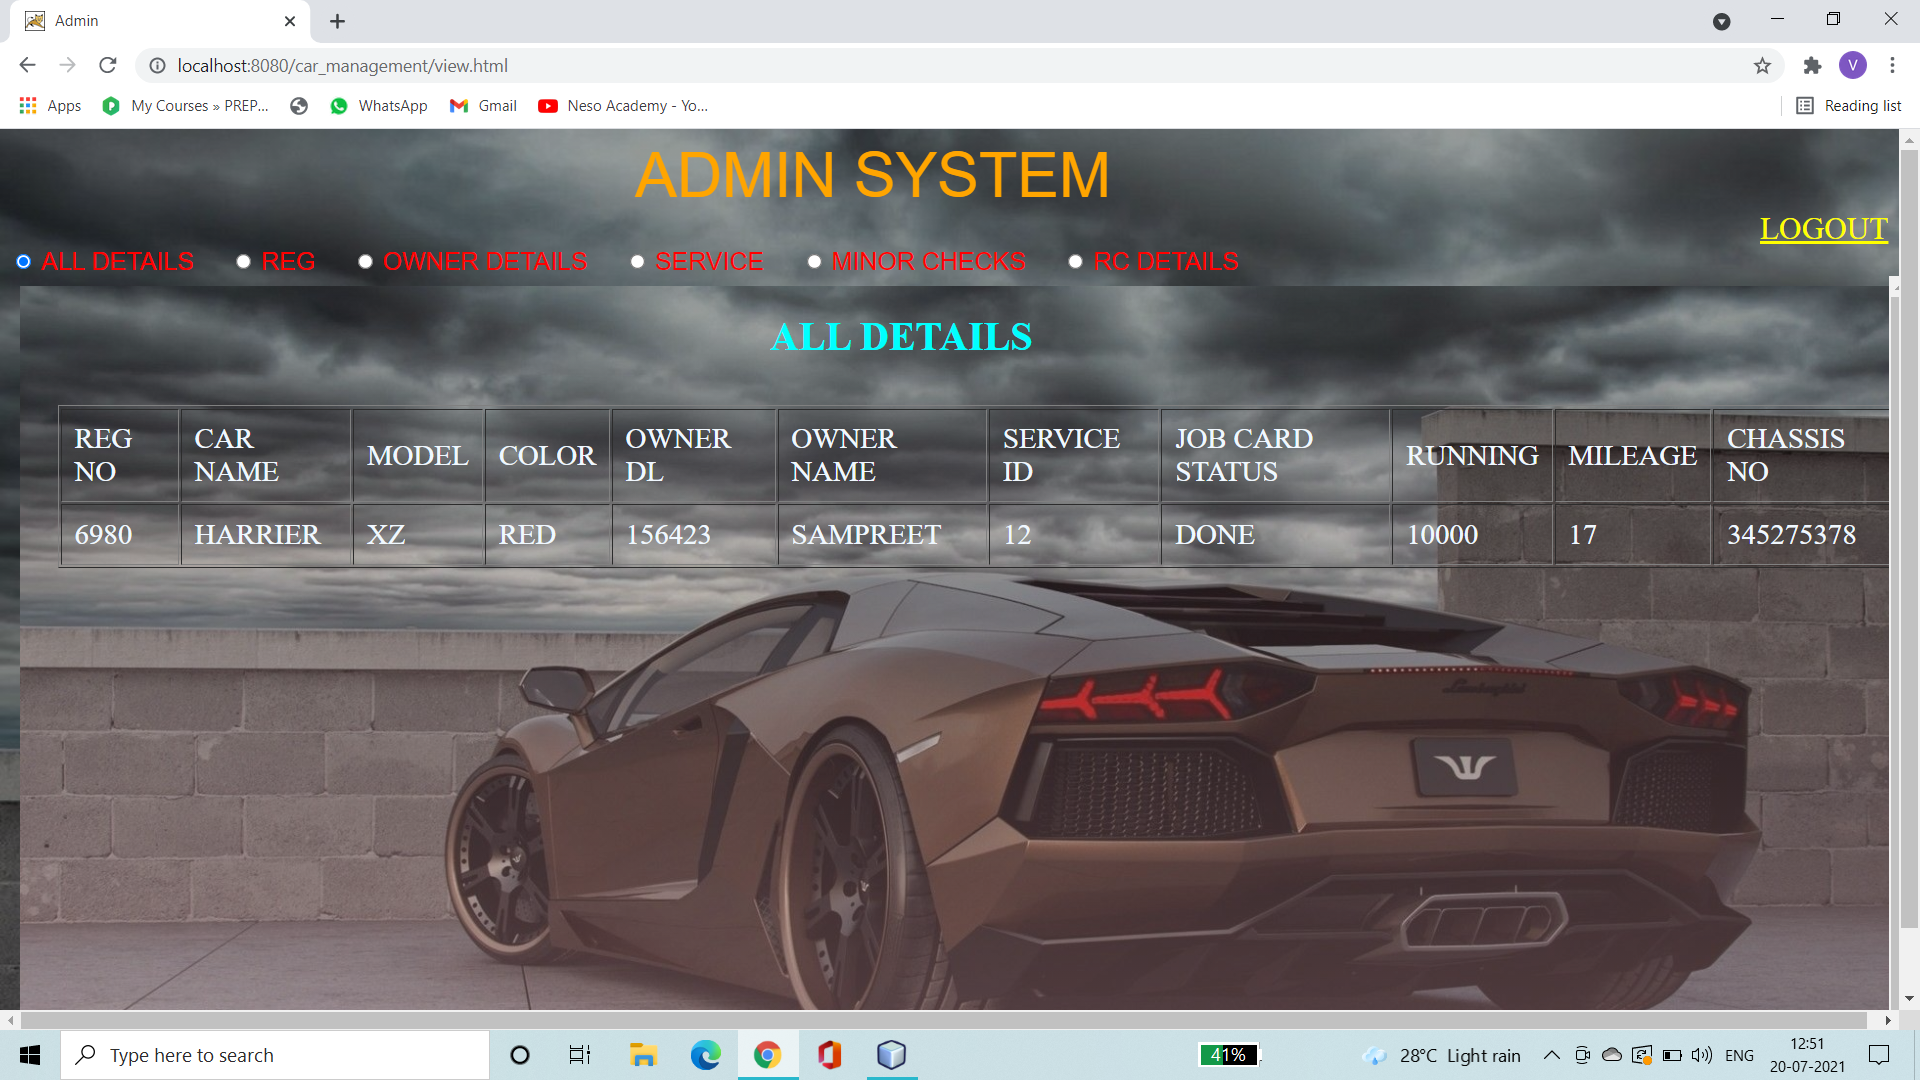 Admin
localhost:8080/car_management/view.html
Apps My Courses » PREP... WhatsApp Gmail Neso Academy - Yo... Reading list
V
ADMIN SYSTEM
LOGOUT
ALL DETAILS REG OWNER DETAILS SERVICE MINOR CHECKS RC DETAILS
ALL DETAILS
REG NO CAR NAME MODEL COLOR OWNER DL OWNER NAME SERVICE ID JOB CARD STATUS RUNNING MILEAGE CHASSIS NO
6980 HARRIER XZ RED 156423 SAMPREET 12 DONE 10000 17 345275378
Lamborghini
Type here to search
41%
28°C Light rain
ENG
12:51
20-07-2021